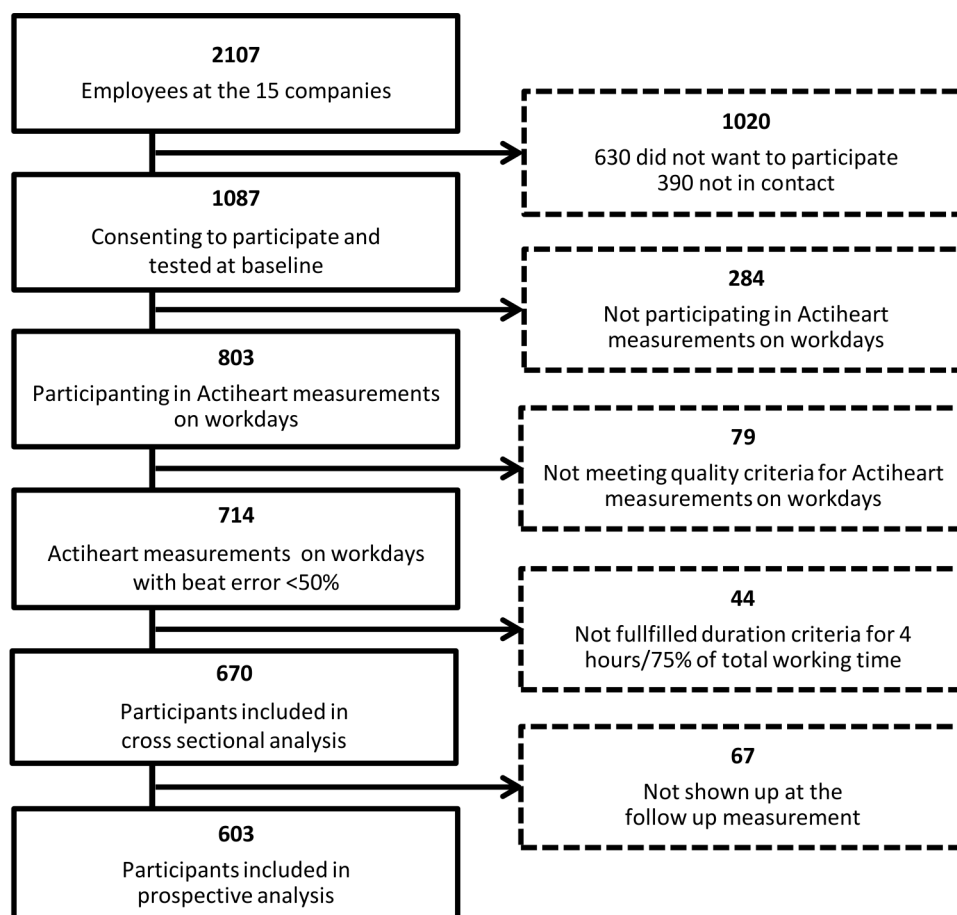 2107
Employees at the 15 companies
1020
630 did not want to participate
390 not in contact
1087
Consenting to participate and
tested at baseline
284
Not participating in Actiheart
measurements on workdays
803
Participanting in Actiheart measurements
on workdays
79
Not meeting quality criteria for Actiheart
measurements on workdays
714
Actiheart measurements on workdays
with beat error <50%
44
Not fullfilled duration criteria for 4
hours/75% of total working time
670
Participants included in
cross sectional analysis
67
Not shown up at the
follow up measurement
603
Participants included in
prospective analysis